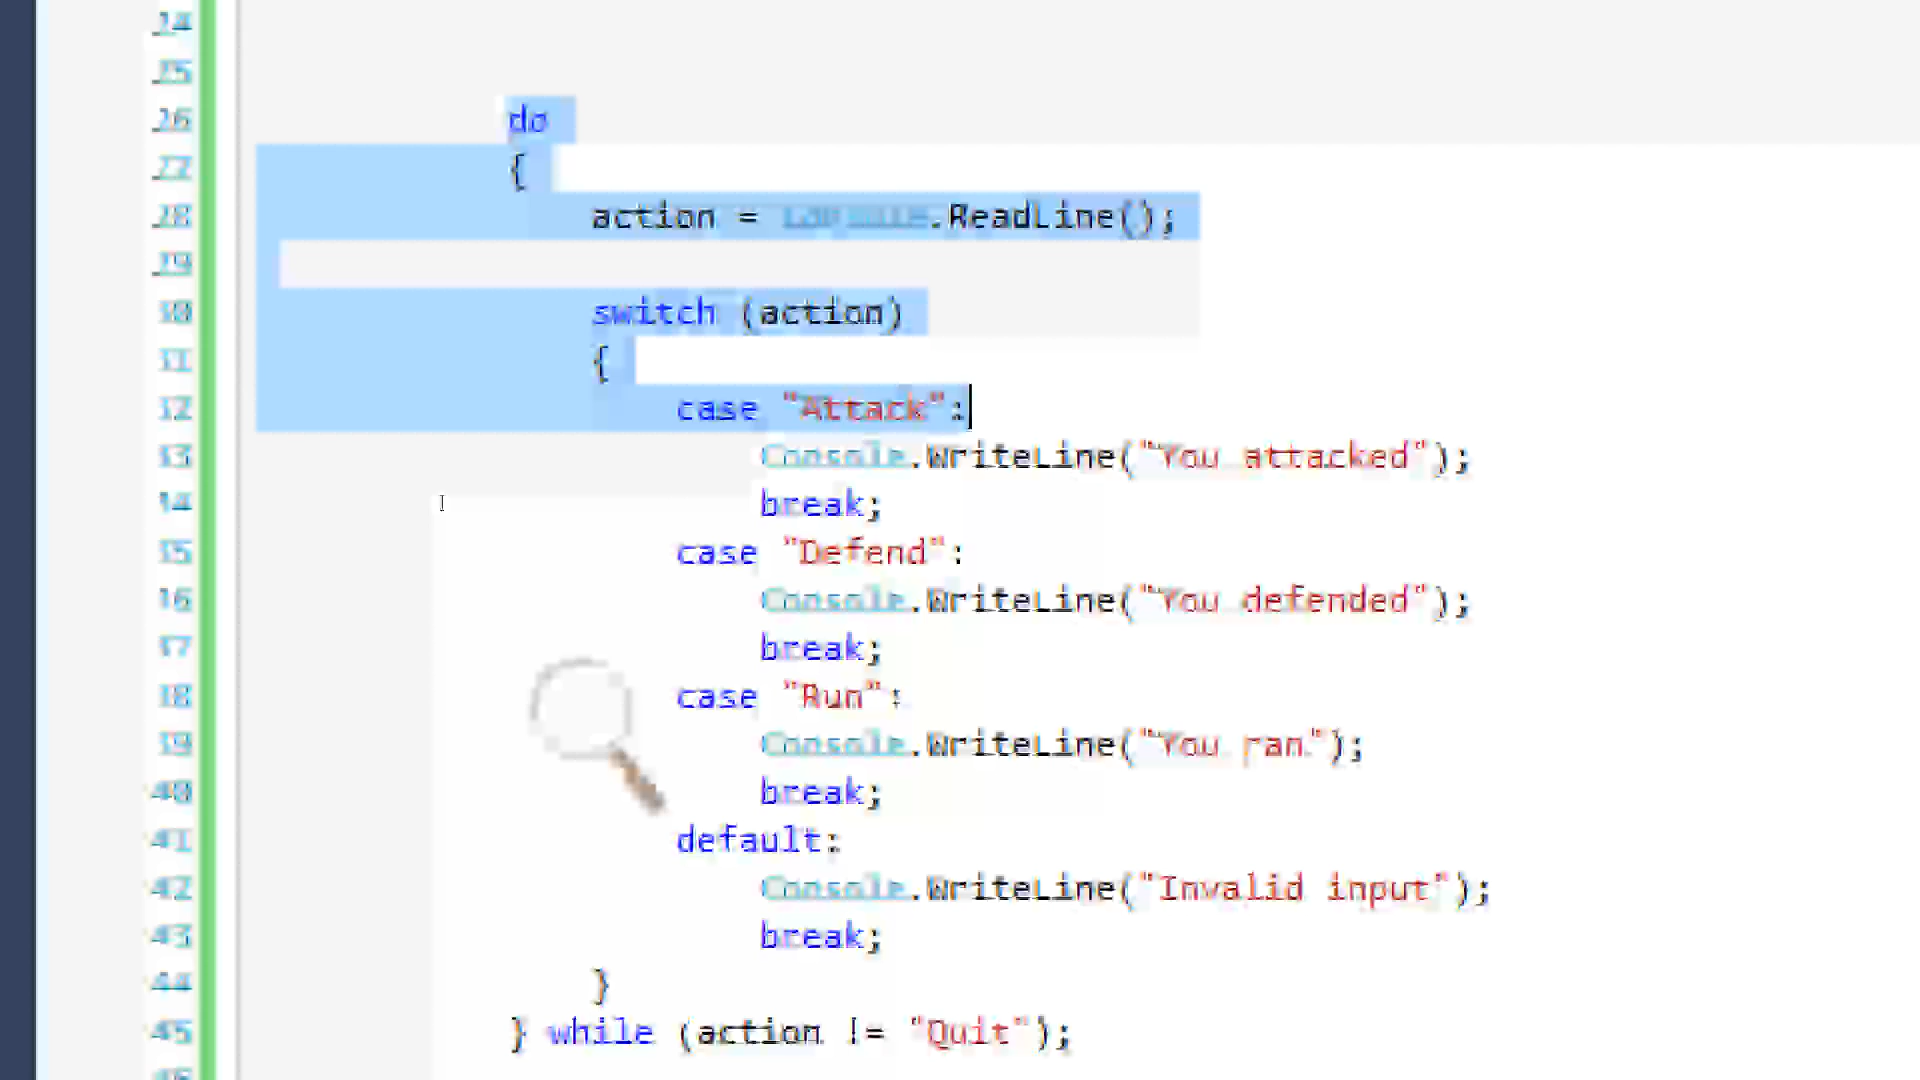 24
25
26 do
27 {
28 action = Console.ReadLine();
29
30 switch (action)
31 {
32 case "Attack":
33 Console.WriteLine("You attacked");
34 break;
35 case "Defend":
36 Console.WriteLine("You defended");
37 break;
38 case "Run":
39 Console.WriteLine("You ran");
40 break;
41 default:
42 Console.WriteLine("Invalid input");
43 break;
44 }
45 } while (action != "Quit");